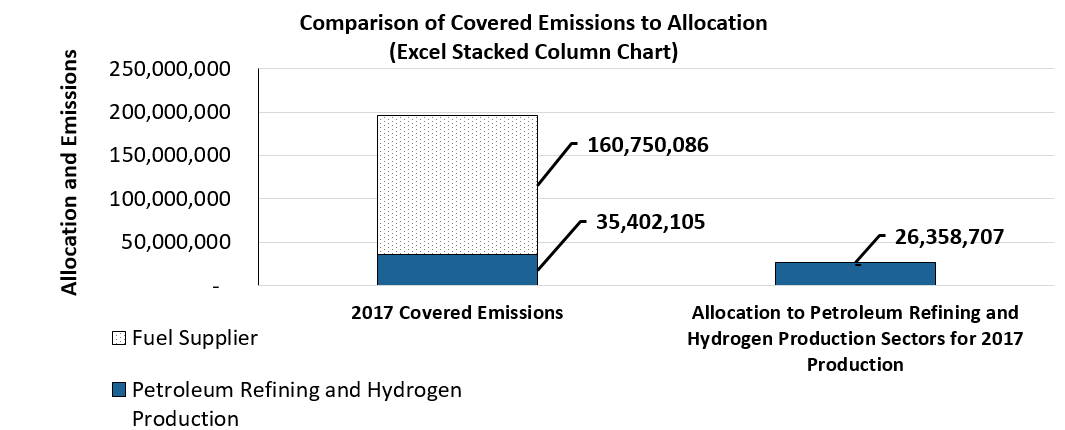 Comparison of Covered Emissions to Allocation
(Excel Stacked Column Chart)
Allocation and Emissions
250,000,000
200,000,000
150,000,000
100,000,000
50,000,000
-
160,750,086
35,402,105
26,358,707
2017 Covered Emissions
Allocation to Petroleum Refining and
Hydrogen Production Sectors for 2017
Production
Fuel Supplier
Petroleum Refining and Hydrogen
Production